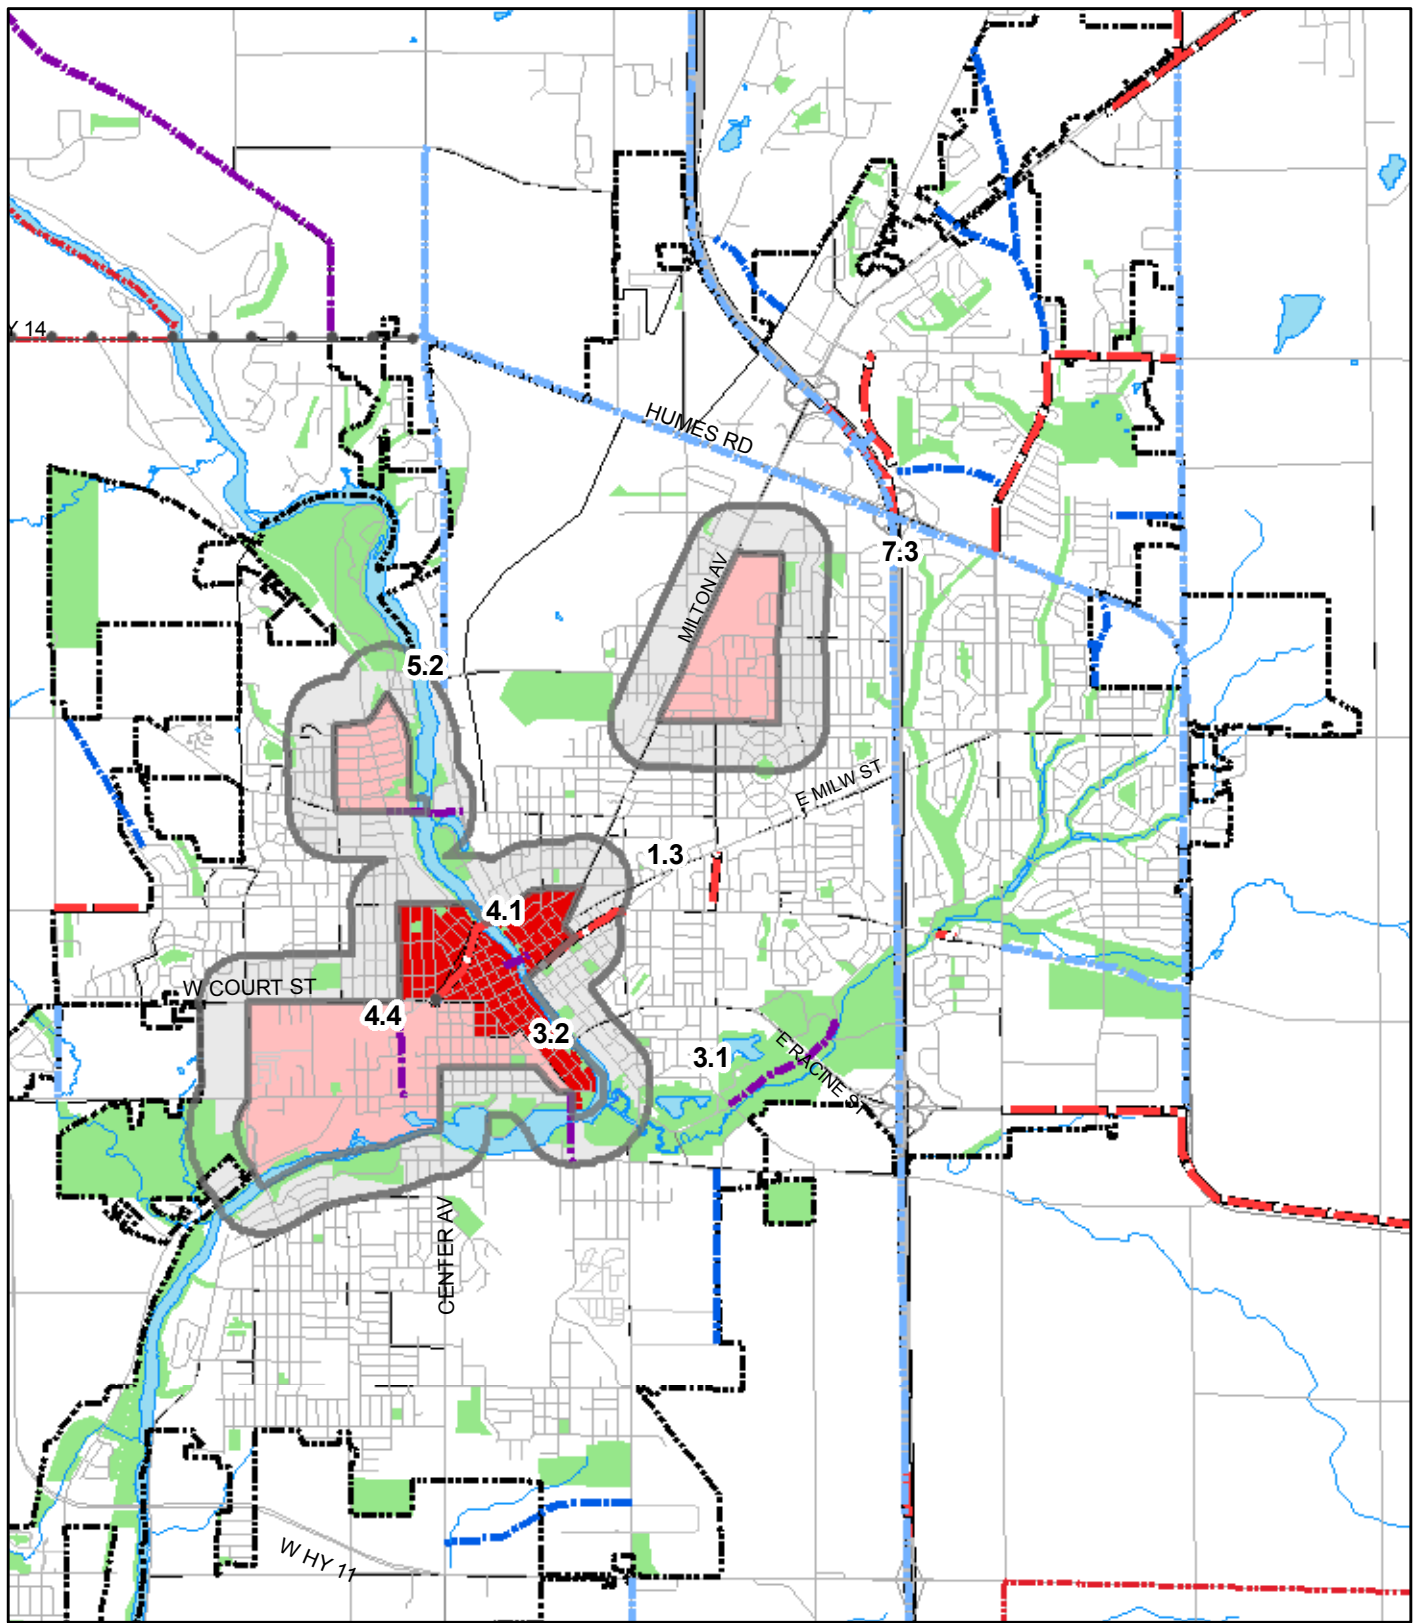 Y 14
HUMES RD
7.3
MILTON AV
5.2
E MILW ST
1.3
4.1
W COURT ST
4.4
3.2
3.1
E RACINE ST
CENTER AV
W HY 11